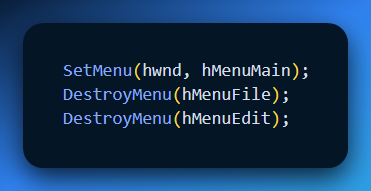 SetMenu(hwnd, hMenuMain);
DestroyMenu(hMenuFile);
DestroyMenu(hMenuEdit);